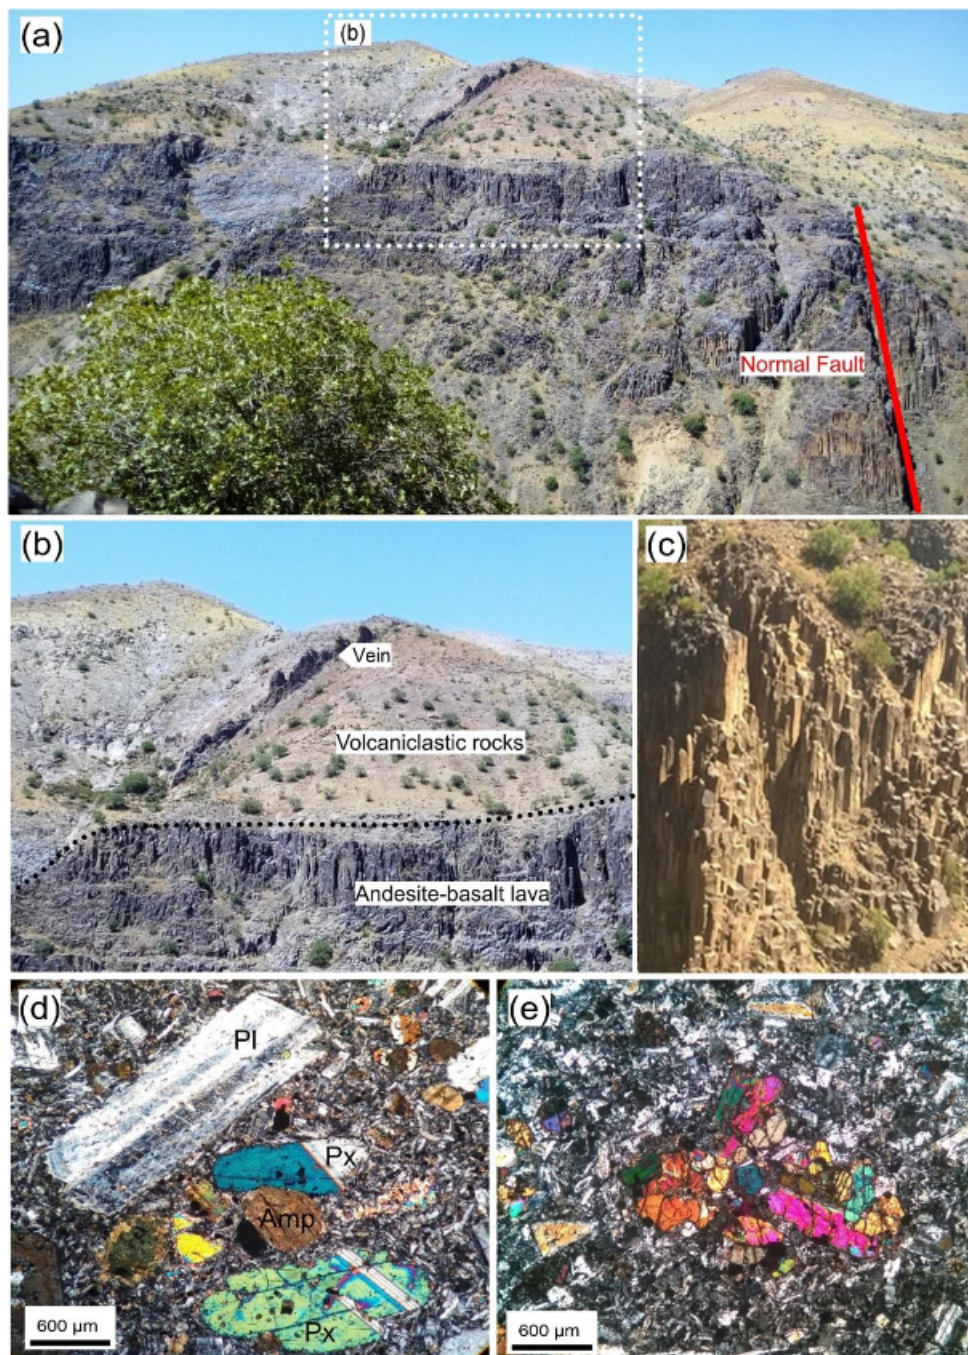 (a)
(b)
Normal Fault
(b)
Vein
Volcaniclastic rocks
Andesite-basalt lava
(c)
(d)
Pl
Px
Amp
Px
600 µm
(e)
600 µm